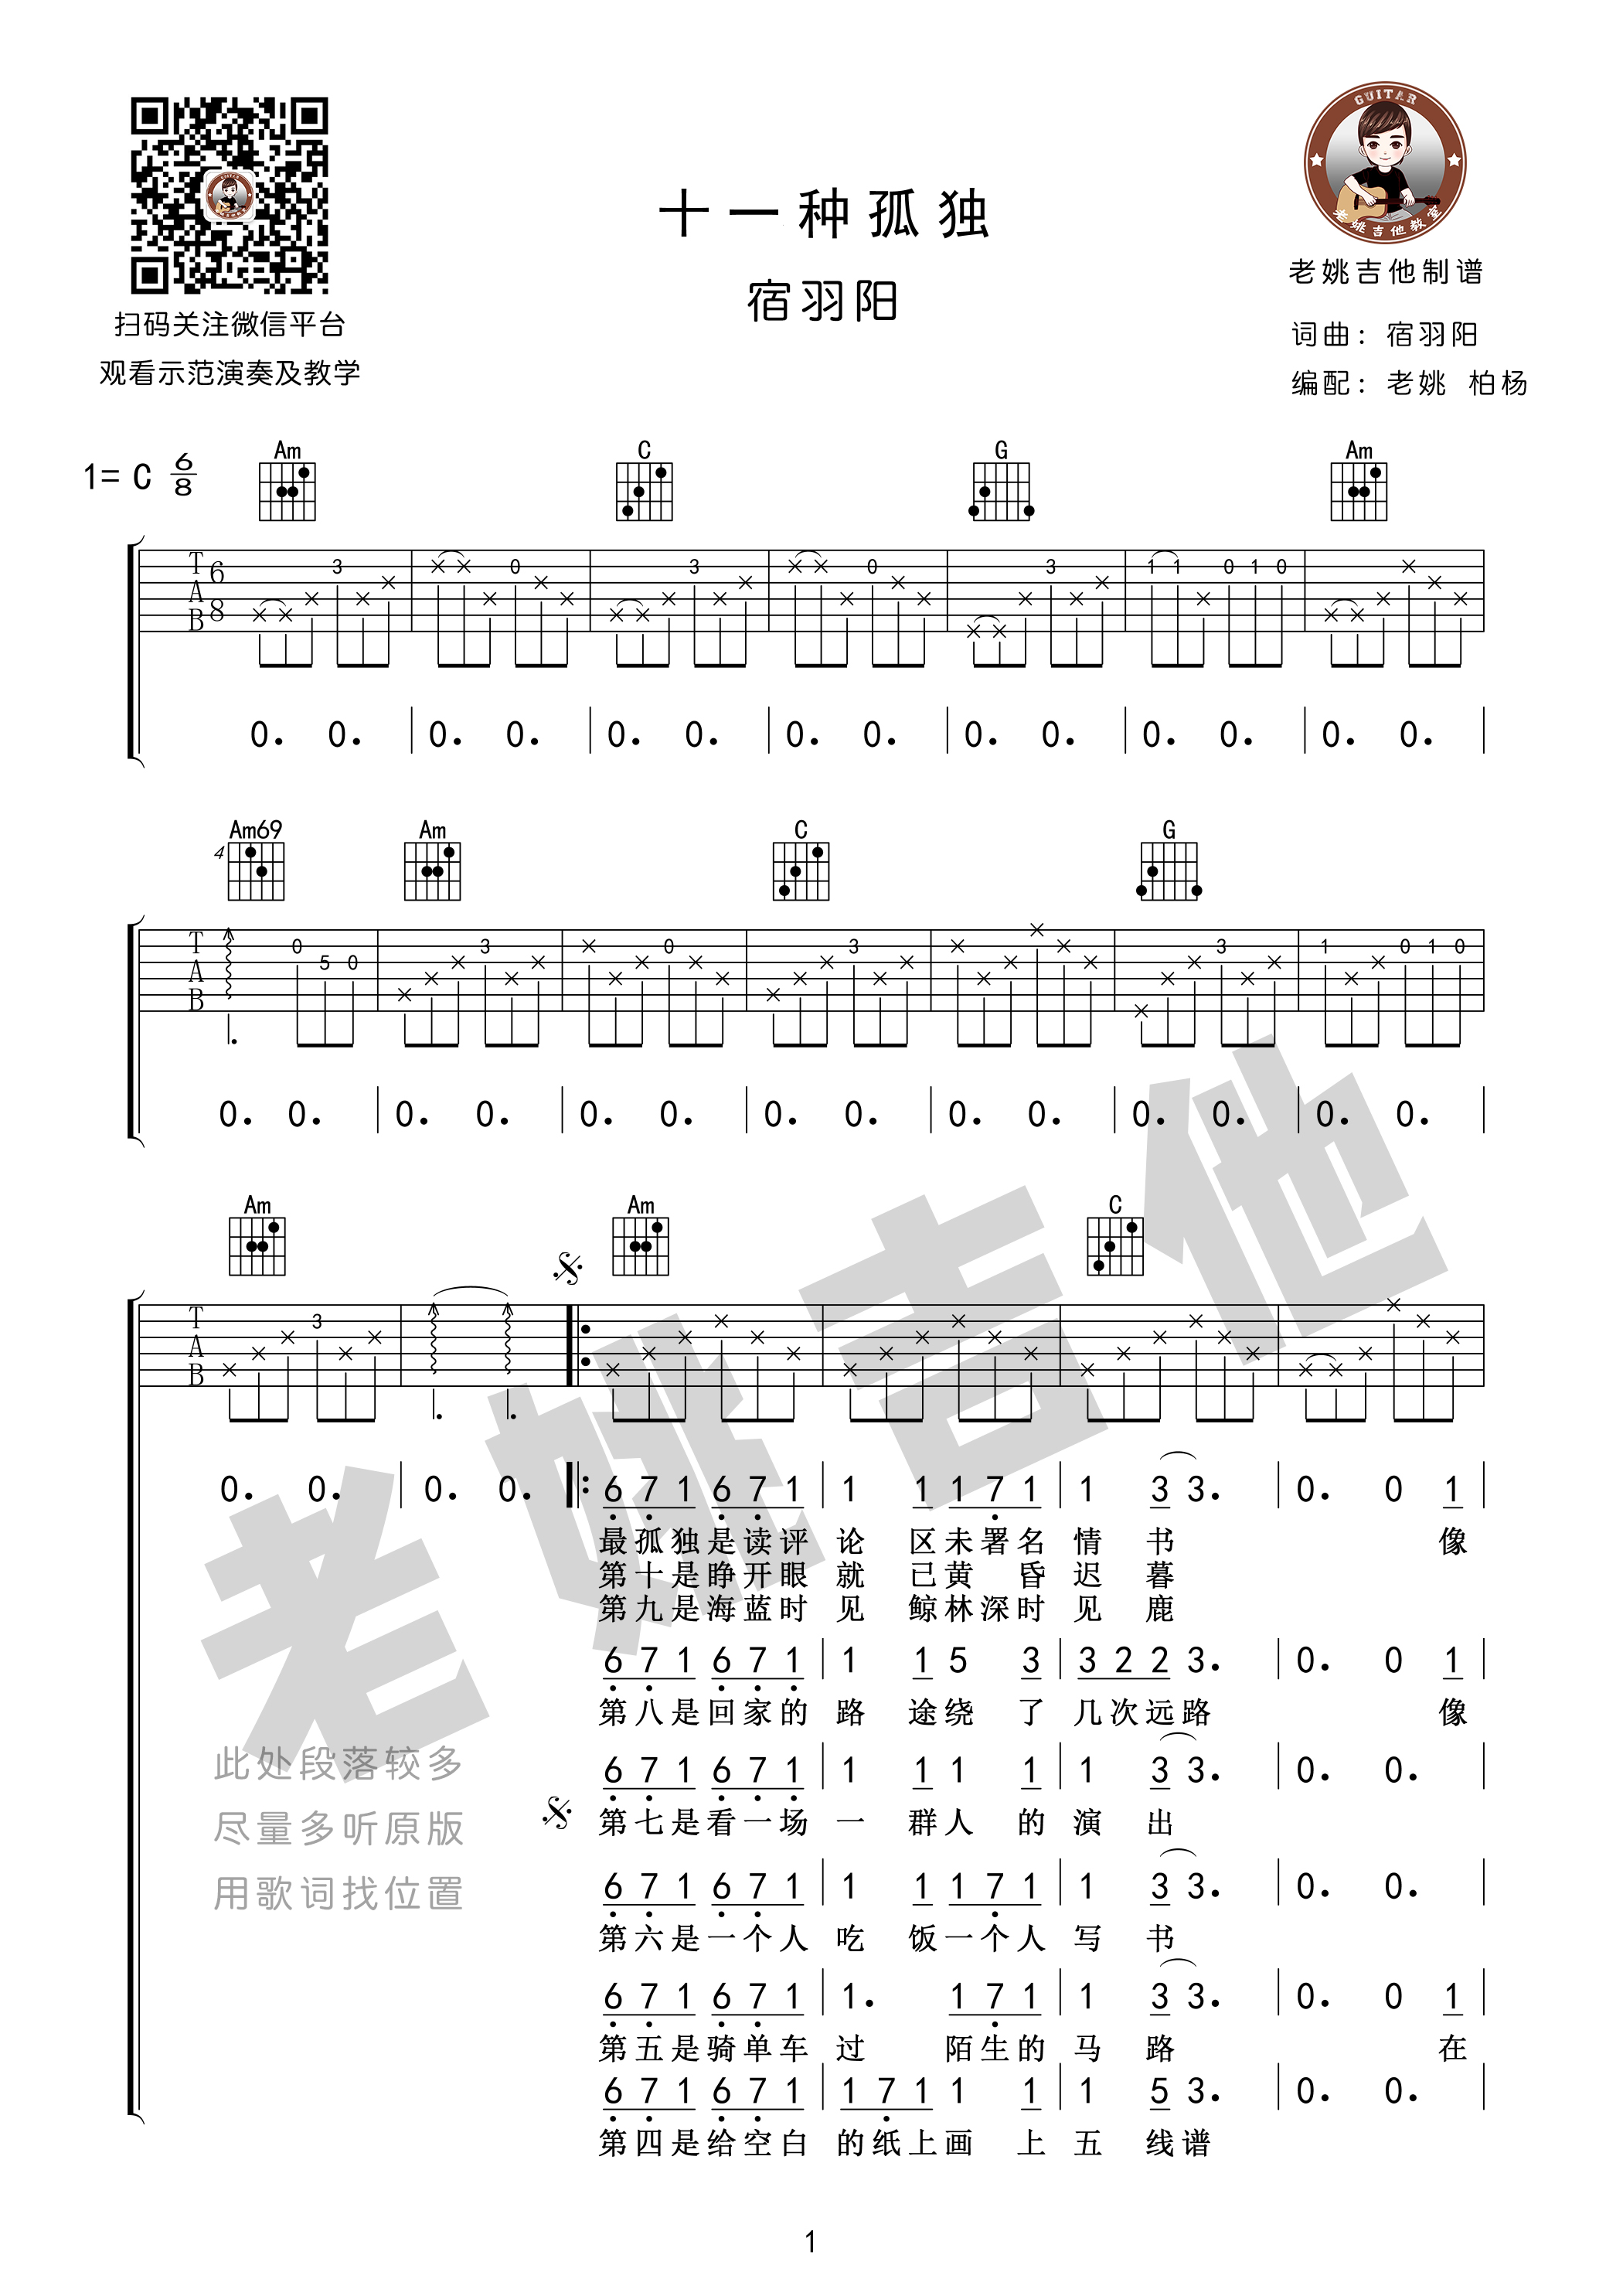 十一种孤独
宿羽阳
扫码关注微信平台
观看示范演奏及教学
GUITAR
老姚吉他教室
老姚吉他制谱
词曲：宿羽阳
编配：老姚 柏杨
1= C 6/8
Am C G Am
T A B 6 8
3 0 3 0 3 1 1 0 1 0
0. 0. 0. 0. 0. 0. 0. 0. 0. 0. 0. 0. 0. 0.
Am69 Am C G
4
T A B
0 5 0 3 0 3 3 1 0 1 0
0. 0. 0. 0. 0. 0. 0. 0. 0. 0. 0. 0. 0. 0.
Am Am C
T A B
3
0. 0. 0. 0. 6 7 1 6 7 1 1 1 1 7 1 1 3 3. 0. 0 1
最孤独是读评论 区未署名情 书 像
第十是睁开眼就 已黄 昏迟 暮
第九是海蓝时见 鲸林深时见 鹿
6 7 1 6 7 1 1 1 5 3 3 2 2 3. 0. 0 1
第八是回家的路 途绕 了几次远路 像
6 7 1 6 7 1 1 1 1 1 1 3 3. 0. 0.
第七是看一场一 群人 的演 出
6 7 1 6 7 1 1 1 1 7 1 1 3 3. 0. 0.
第六是一个人吃 饭一个人写 书
6 7 1 6 7 1 1. 1 7 1 1 3 3. 0. 0 1
第五是骑单车过 陌生的马 路 在
6 7 1 6 7 1 1 7 1 1 1 1 5 3. 0. 0.
第四是给空白的纸上画 上五 线谱
此处段落较多
尽量多听原版
用歌词找位置
老姚吉他
1